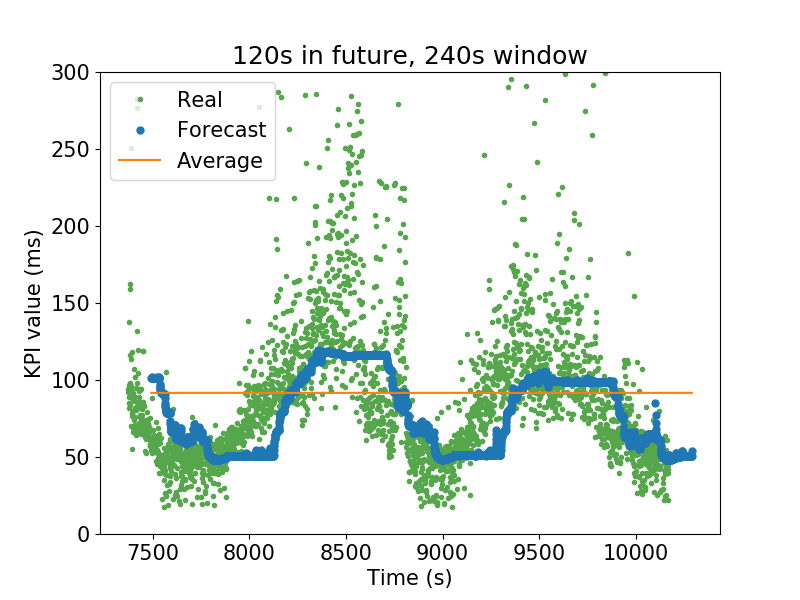 120s in future, 240s window
Real
Forecast
Average
KPI value (ms)
300
250
200
150
100
50
0
7500 8000 8500 9000 9500 10000
Time (s)